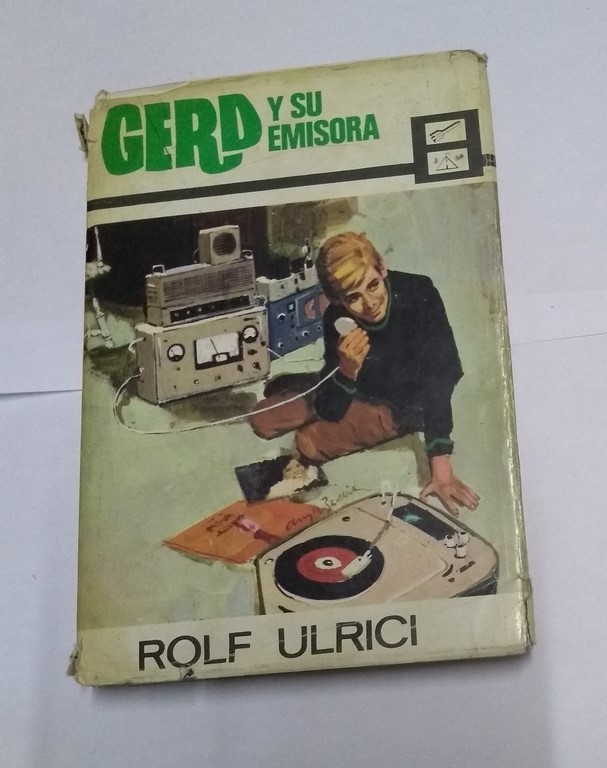 GERD Y SU
EMISORA
ROLF ULRICI